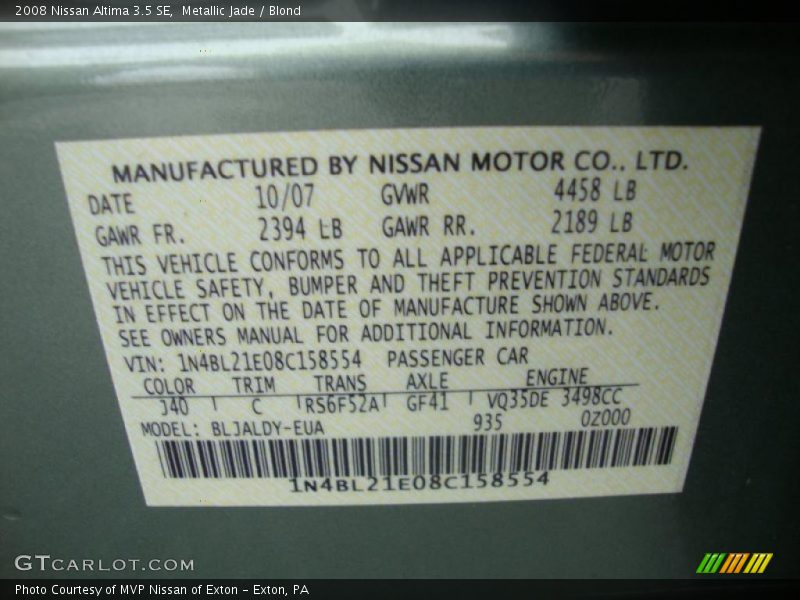 2008 Nissan Altima 3.5 SE,  Metallic Jade / Blond
MANUFACTURED BY NISSAN MOTOR CO., LTD.
DATE 10/07 GVWR 4458 LB
GAWR FR. 2394 LB GAWR RR. 2189 LB
THIS VEHICLE CONFORMS TO ALL APPLICABLE FEDERAL MOTOR
VEHICLE SAFETY, BUMPER AND THEFT PREVENTION STANDARDS
IN EFFECT ON THE DATE OF MANUFACTURE SHOWN ABOVE.
SEE OWNERS MANUAL FOR ADDITIONAL INFORMATION.
VIN: 1N4BL21E08C158554 PASSENGER CAR
COLOR TRIM TRANS AXLE ENGINE
J40 C RS6F52A GF41 VQ35DE 3498CC
MODEL: BLJALDY-EUA 935 0Z000
1N4BL21E08C158554
GTCARLOT.COM
Photo Courtesy of MVP Nissan of Exton - Exton, PA